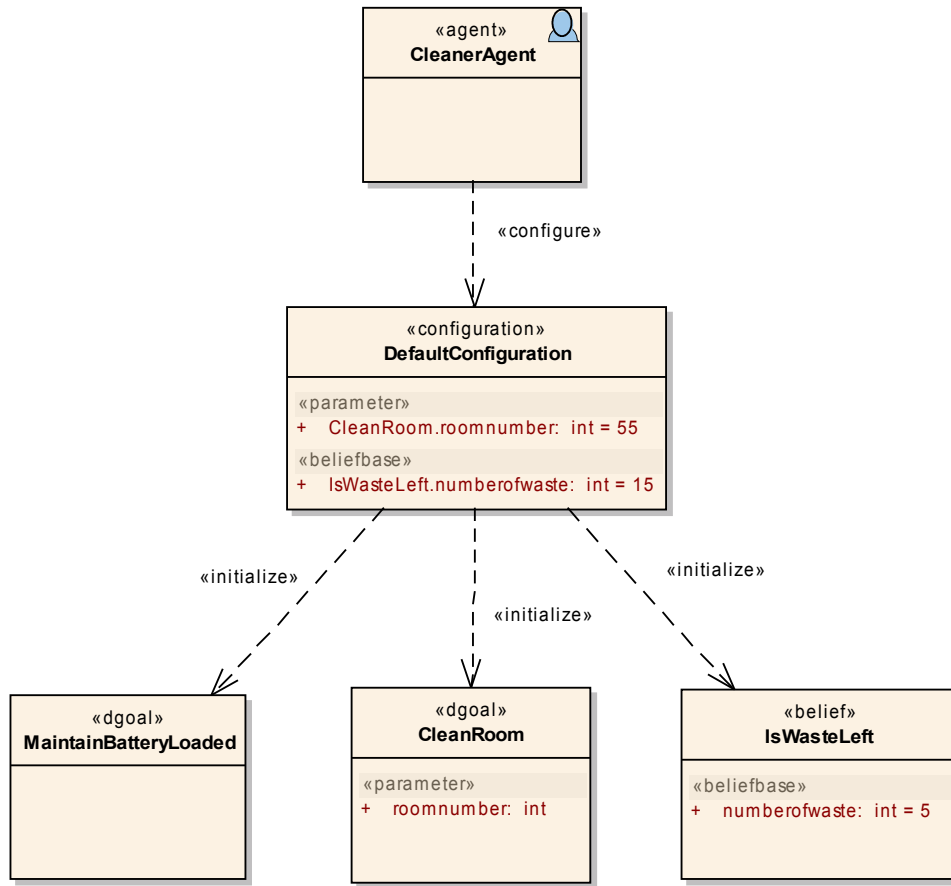 «agent»
CleanerAgent
«configure»
«configuration»
DefaultConfiguration
«parameter»
+ CleanRoom.roomnumber: int = 55
«beliefbase»
+ IsWasteLeft.numberofwaste: int = 15
«initialize»
«initialize»
«initialize»
«dgoal»
MaintainBatteryLoaded
«dgoal»
CleanRoom
«parameter»
+ roomnumber: int
«belief»
IsWasteLeft
«beliefbase»
+ numberofwaste: int = 5